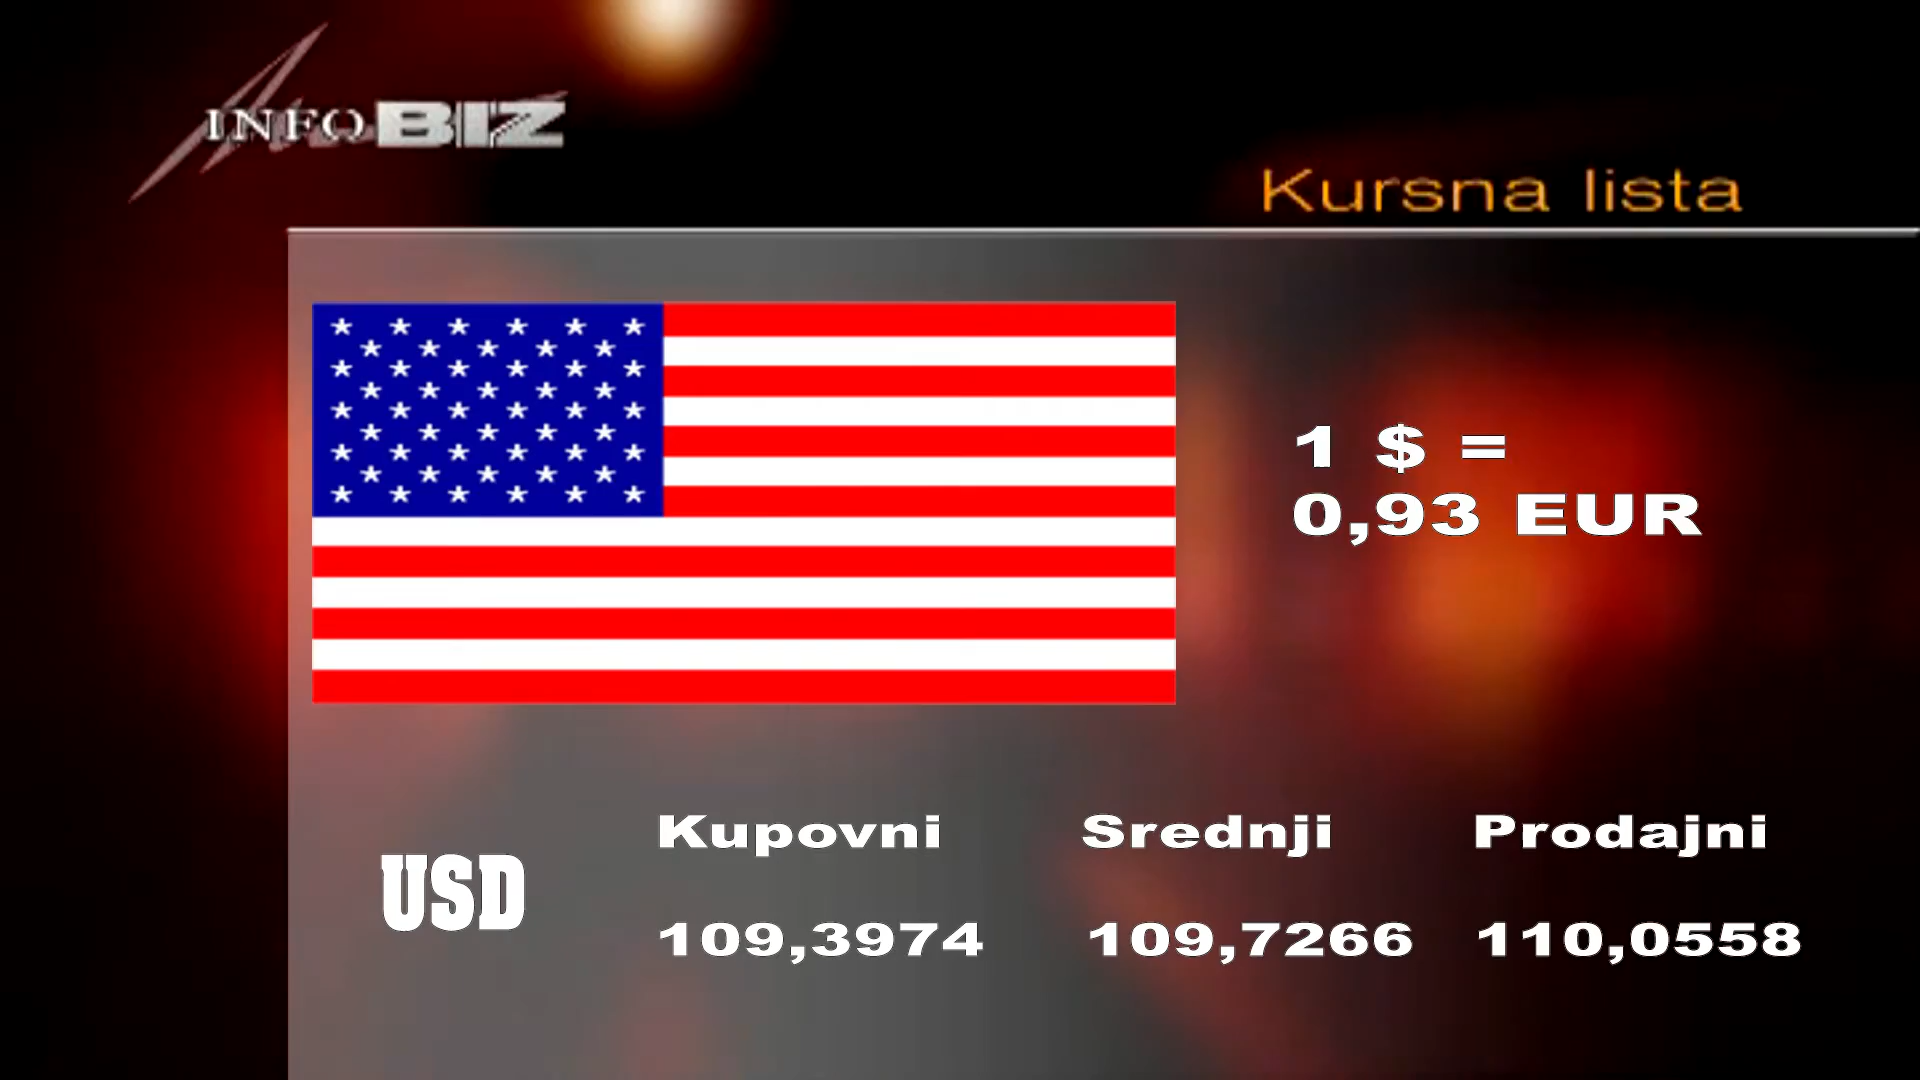 INFO BIZ
Kursna lista
1 $ =
0,93 EUR
Kupovni Srednji Prodajni
USD
109,3974 109,7266 110,0558